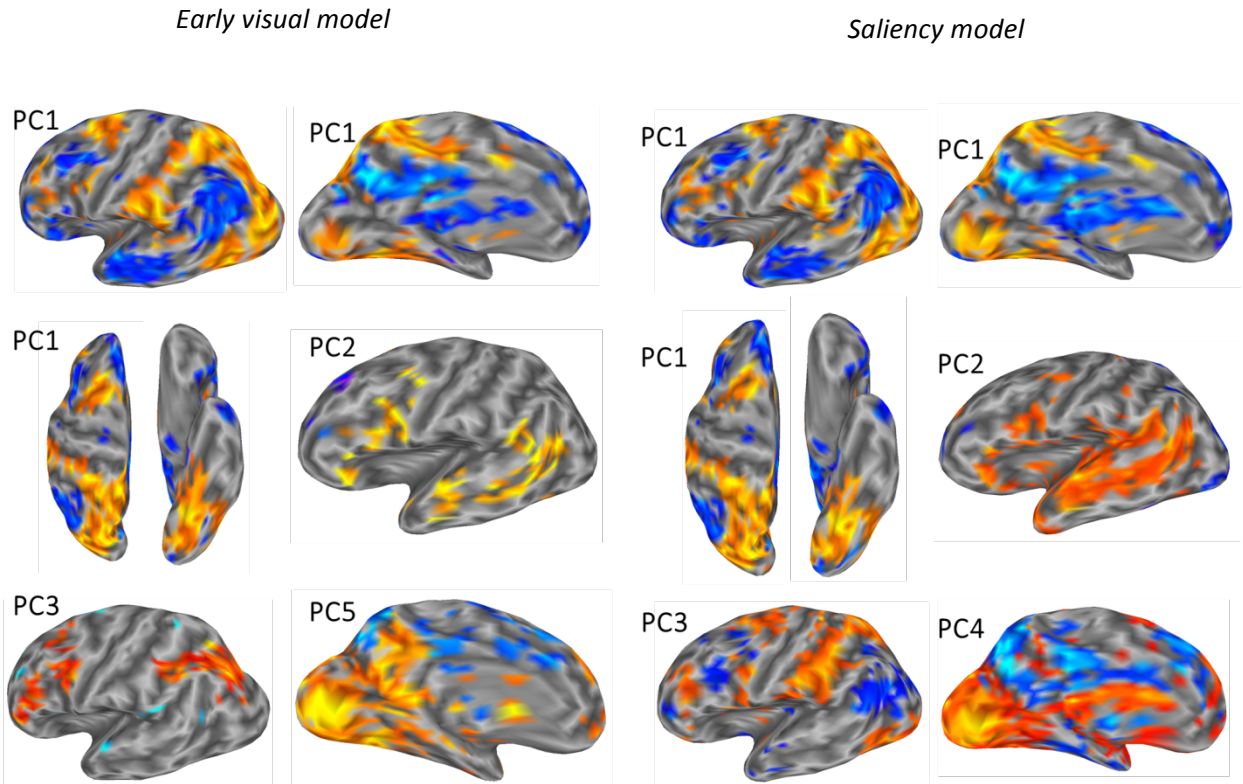 Early visual model
Saliency model
PC1
PC1
PC1
PC1
PC1
PC2
PC1
PC2
PC3
PC5
PC3
PC4